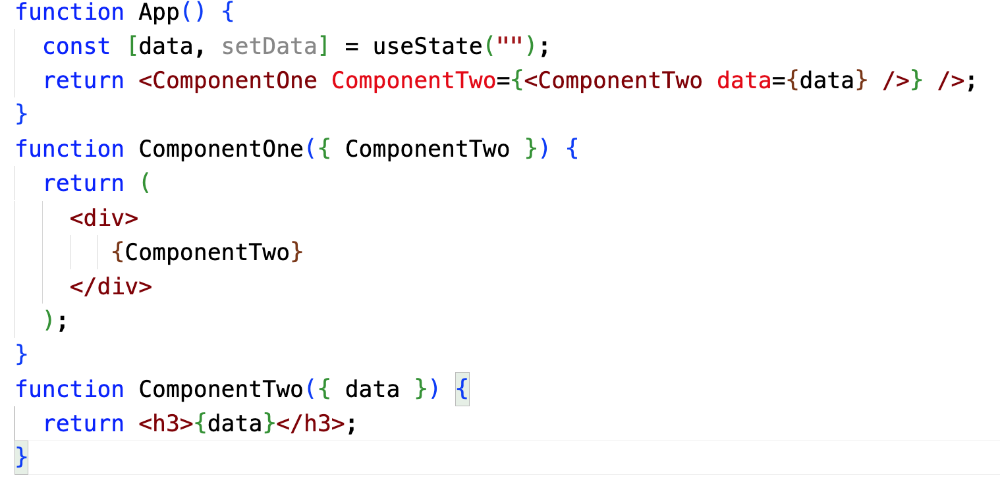 function App() {
  const [data, setData] = useState("");
  return <ComponentOne ComponentTwo={<ComponentTwo data={data} />} />;
}
function ComponentOne({ ComponentTwo }) {
  return (
    <div>
       {ComponentTwo}
    </div>
  );
}
function ComponentTwo({ data }) {
  return <h3>{data}</h3>;
}